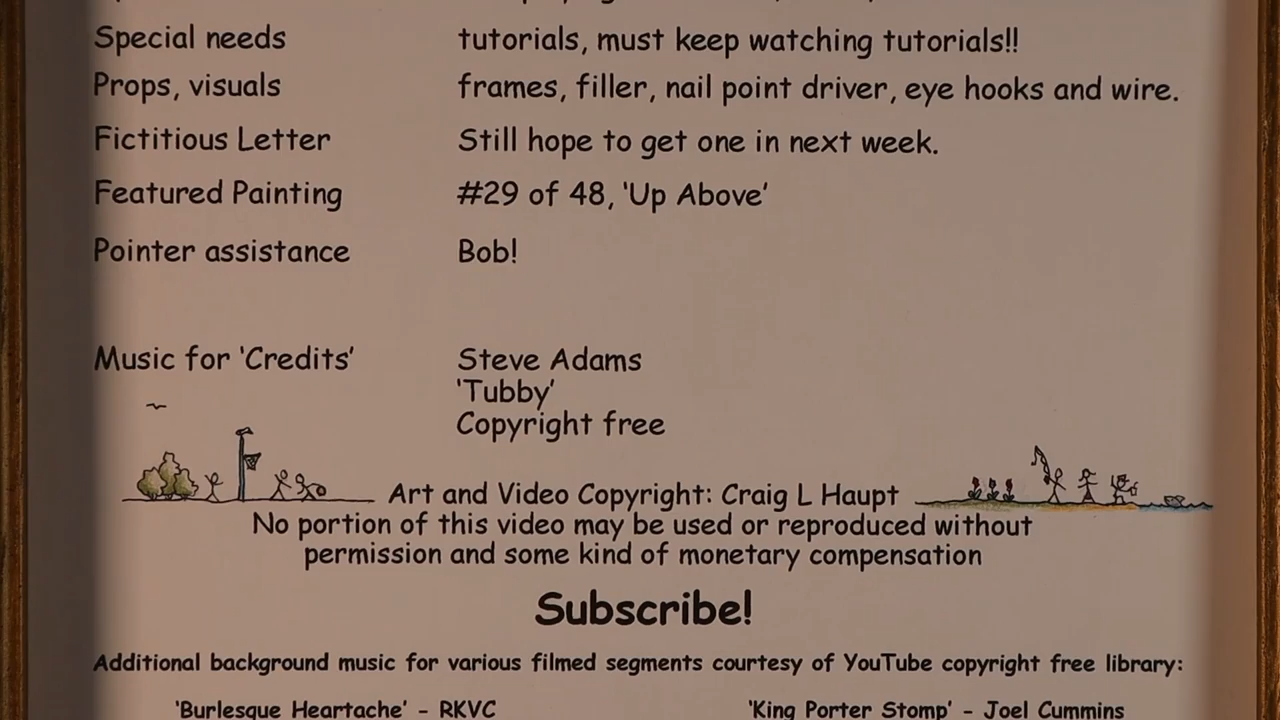 Special needs tutorials, must keep watching tutorials!!
Props, visuals frames, filler, nail point driver, eye hooks and wire.
Fictitious Letter Still hope to get one in next week.
Featured Painting #29 of 48, ‘Up Above’
Pointer assistance Bob!
Music for ‘Credits’ Steve Adams
‘Tubby’
Copyright free
Art and Video Copyright: Craig L Haupt
No portion of this video may be used or reproduced without
permission and some kind of monetary compensation
Subscribe!
Additional background music for various filmed segments courtesy of YouTube copyright free library:
‘Burlesque Heartache’ - RKVC ‘King Porter Stomp’ - Joel Cummins